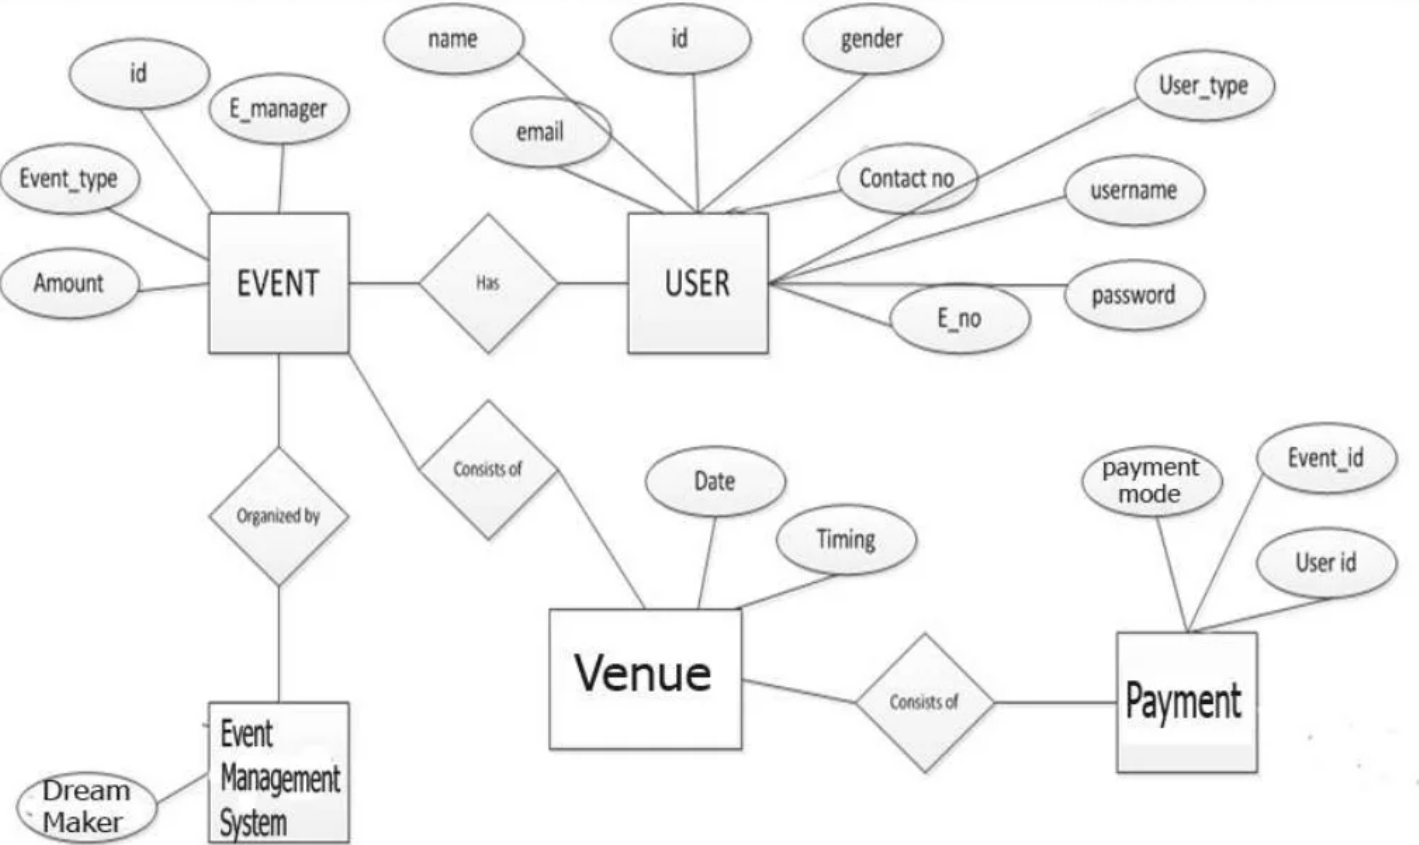 name
id
gender
id
E_manager
User_type
email
Event_type
Contact no
username
Amount
EVENT
Has
USER
password
E_no
Consists of
Date
payment
mode
Event_id
Organized by
Timing
User id
Venue
Consists of
Payment
Event
Management
System
Dream
Maker